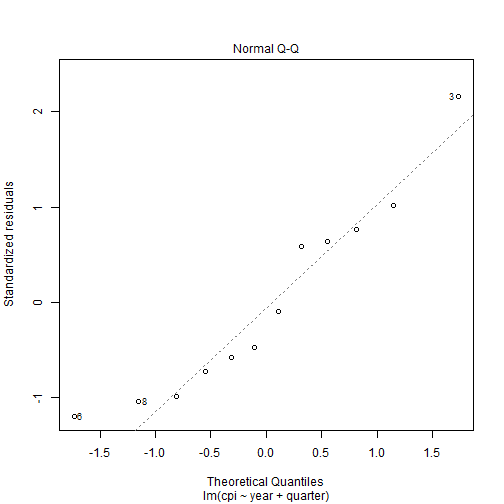 Normal Q-Q
Standardized residuals
2
1
0
-1
3
8
6
-1.5 -1.0 -0.5 0.0 0.5 1.0 1.5
Theoretical Quantiles
lm(cpi ~ year + quarter)